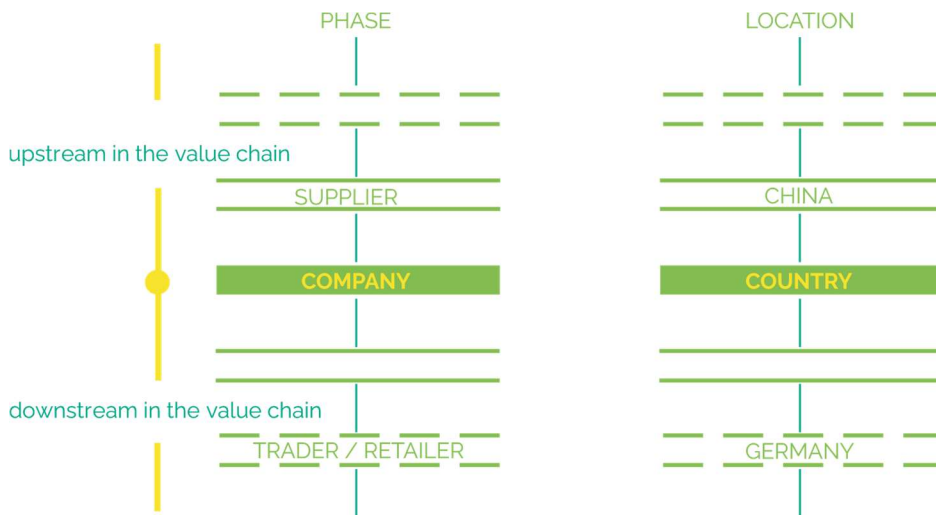 PHASE
LOCATION
upstream in the value chain
SUPPLIER
CHINA
COMPANY
COUNTRY
downstream in the value chain
TRADER / RETAILER
GERMANY